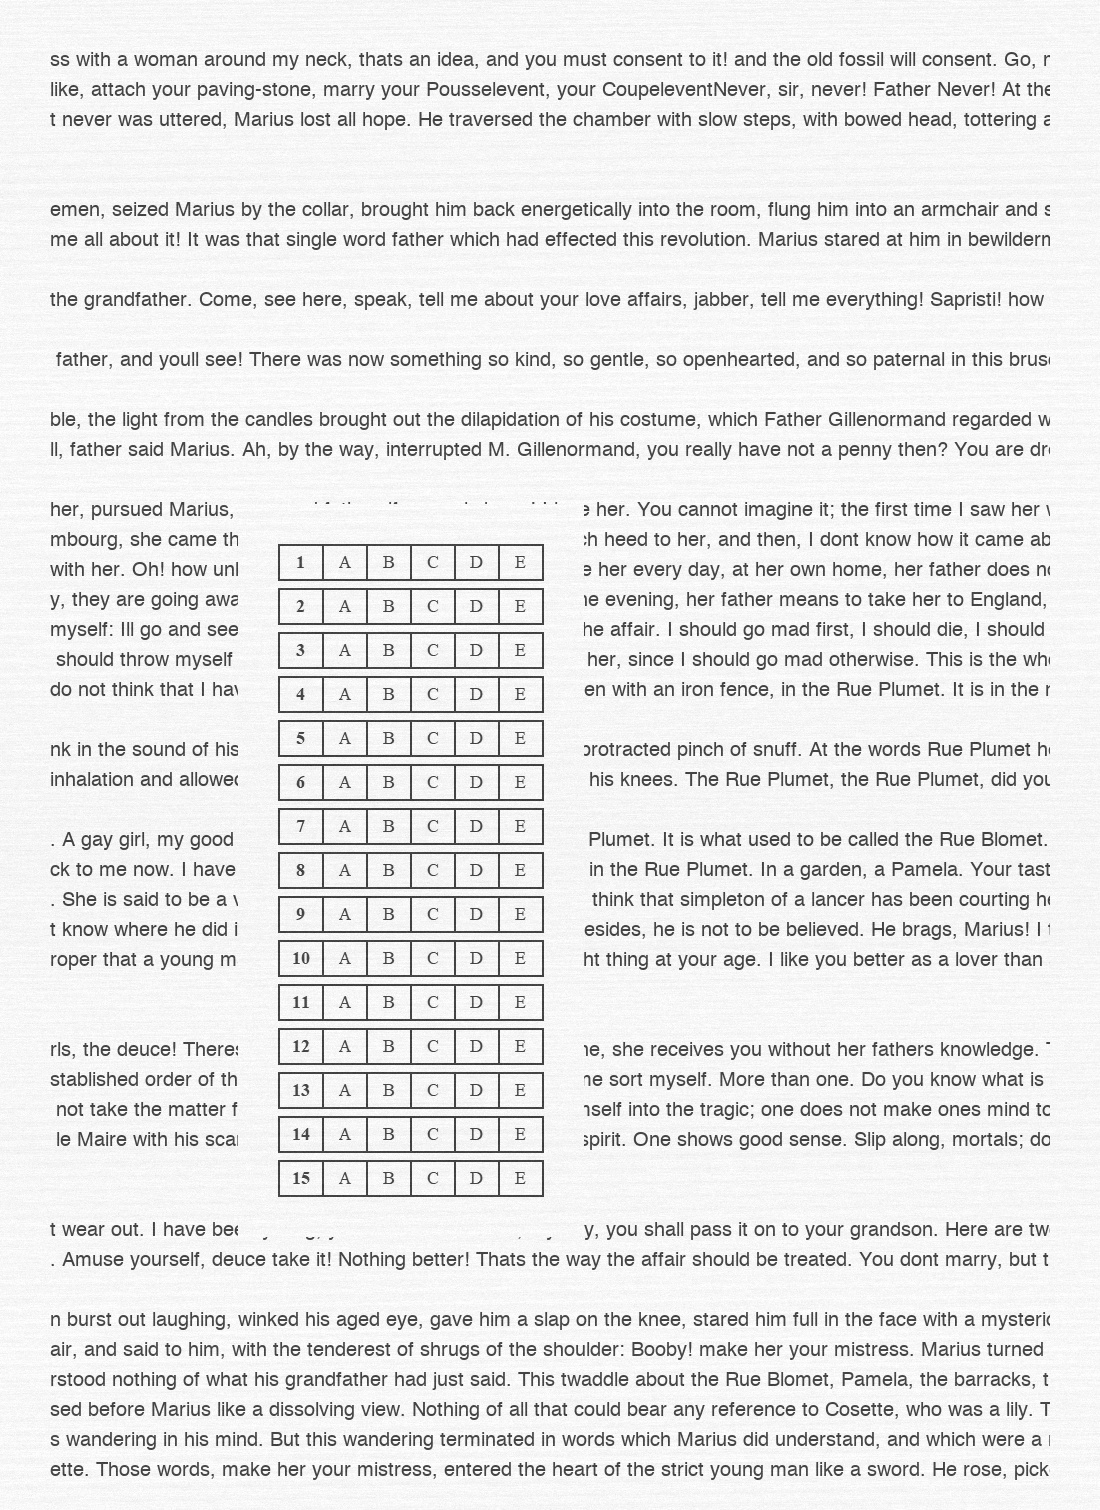 ss with a woman around my neck, thats an idea, and you must consent to it! and the old fossil will consent. Go, r
like, attach your paving-stone, marry your Pousselevent, your CoupeleventNever, sir, never! Father Never! At the
t never was uttered, Marius lost all hope. He traversed the chamber with slow steps, with bowed head, tottering a
emen, seized Marius by the collar, brought him back energetically into the room, flung him into an armchair and s
me all about it! It was that single word father which had effected this revolution. Marius stared at him in bewilderm
the grandfather. Come, see here, speak, tell me about your love affairs, jabber, tell me everything! Sapristi! how
father, and youll see! There was now something so kind, so gentle, so openhearted, and so paternal in this brus
ble, the light from the candles brought out the dilapidation of his costume, which Father Gillenormand regarded w
ll, father said Marius. Ah, by the way, interrupted M. Gillenormand, you really have not a penny then? You are dr
her, pursued Marius, e her. You cannot imagine it; the first time I saw her
mbourg, she came th ch heed to her, and then, I dont know how it came ab
with her. Oh! how unl e her every day, at her own home, her father does no
y, they are going awa he evening, her father means to take her to England,
myself: Ill go and see he affair. I should go mad first, I should die, I should
should throw myself her, since I should go mad otherwise. This is the who
do not think that I hav en with an iron fence, in the Rue Plumet. It is in the
nk in the sound of his protracted pinch of snuff. At the words Rue Plumet he
inhalation and allowed his knees. The Rue Plumet, the Rue Plumet, did you
. A gay girl, my good Plumet. It is what used to be called the Rue Blomet.
ck to me now. I have in the Rue Plumet. In a garden, a Pamela. Your tast
. She is said to be a v think that simpleton of a lancer has been courting he
t know where he did i esides, he is not to be believed. He brags, Marius! I
roper that a young m ht thing at your age. I like you better as a lover than
rls, the deuce! Theres ne, she receives you without her fathers knowledge.
stablished order of th me sort myself. More than one. Do you know what is
not take the matter f mself into the tragic; one does not make ones mind to
le Maire with his scar spirit. One shows good sense. Slip along, mortals; do
t wear out. I have bee y, you shall pass it on to your grandson. Here are tw
. Amuse yourself, deuce take it! Nothing better! Thats the way the affair should be treated. You dont marry, but t
n burst out laughing, winked his aged eye, gave him a slap on the knee, stared him full in the face with a mysteri
air, and said to him, with the tenderest of shrugs of the shoulder: Booby! make her your mistress. Marius turned
rstood nothing of what his grandfather had just said. This twaddle about the Rue Blomet, Pamela, the barracks, t
sed before Marius like a dissolving view. Nothing of all that could bear any reference to Cosette, who was a lily. T
s wandering in his mind. But this wandering terminated in words which Marius did understand, and which were a
ette. Those words, make her your mistress, entered the heart of the strict young man like a sword. He rose, pick
1 A B C D E
2 A B C D E
3 A B C D E
4 A B C D E
5 A B C D E
6 A B C D E
7 A B C D E
8 A B C D E
9 A B C D E
10 A B C D E
11 A B C D E
12 A B C D E
13 A B C D E
14 A B C D E
15 A B C D E